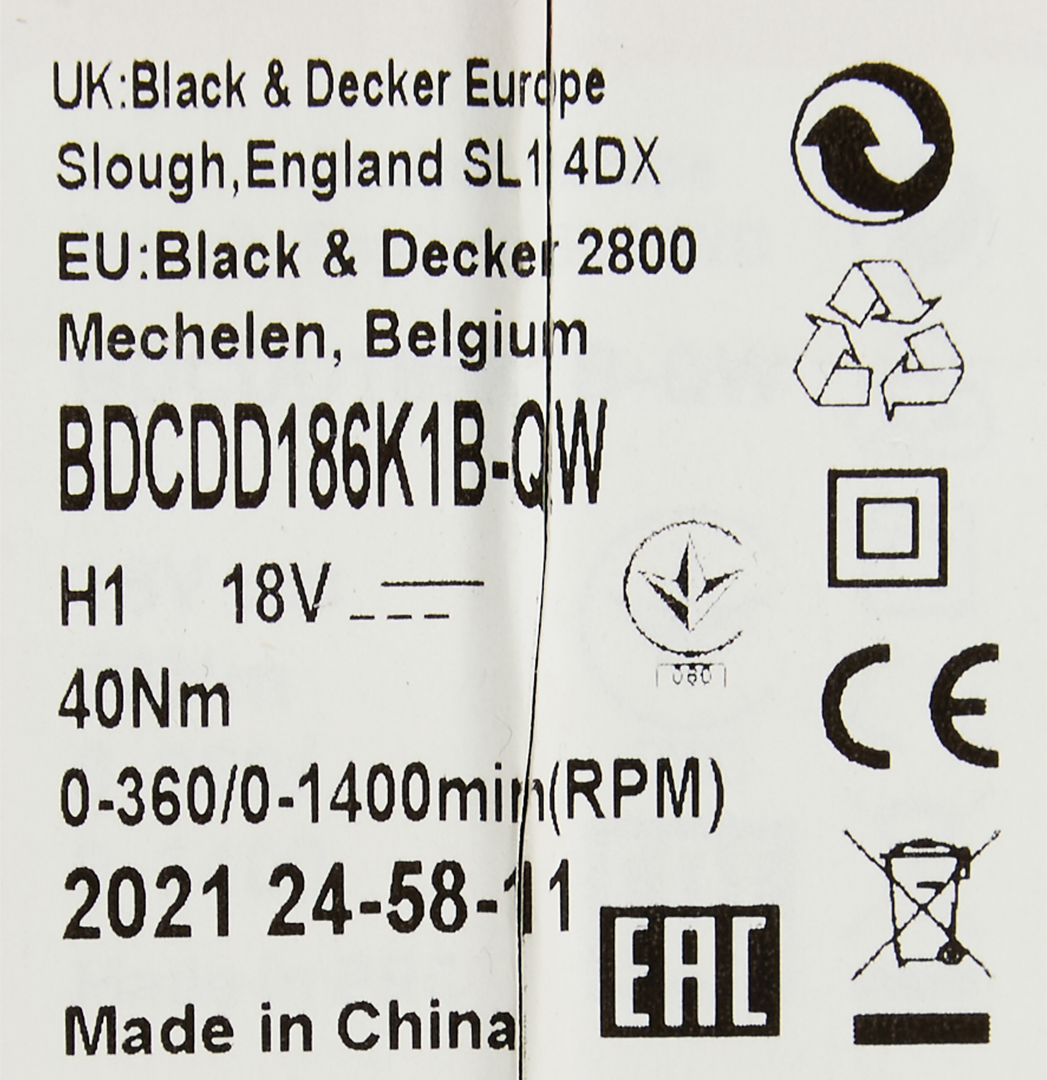 UK:Black & Decker Europe
Slough,England SL1 4DX
EU:Black & Decker 2800
Mechelen, Belgium
BDCDD186K1B-QW
H1 18V
40Nm
0-360/0-1400min(RPM)
2021 24-58-11
Made in China
CE
EAC